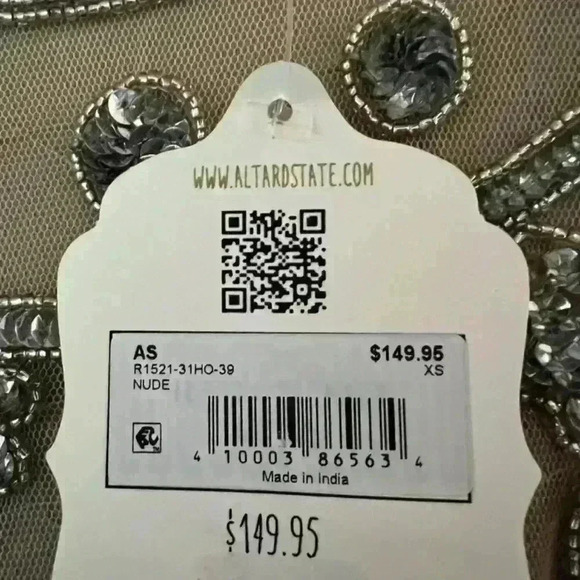 WWW.ALTARDSTATE.COM
AS $149.95
R1521-31HO-39 XS
NUDE
4 10003 86563 4
Made in India
$149.95